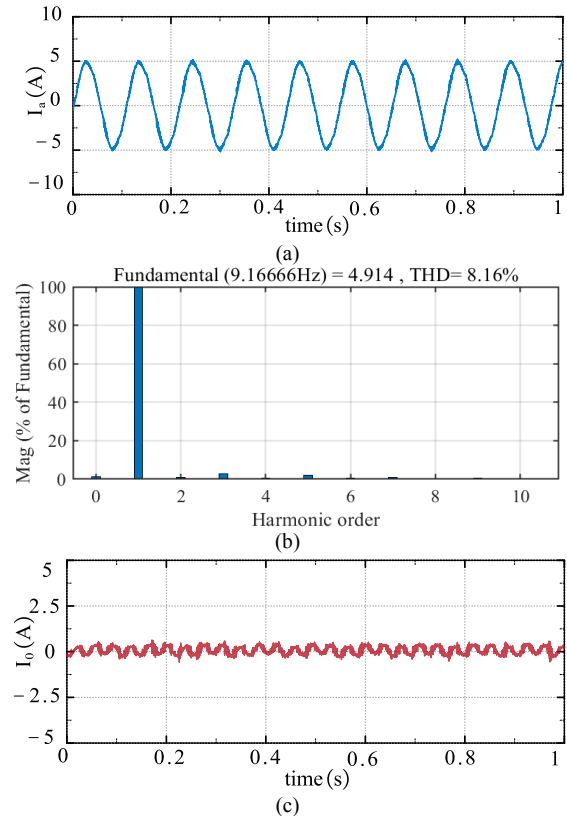 10
5
0
−5
−10
I_a(A)
0 0.2 0.4 0.6 0.8 1
time(s)
(a)
Fundamental (9.16666Hz) = 4.914 , THD= 8.16%
100
80
60
40
20
0
Mag (% of Fundamental)
0 2 4 6 8 10
Harmonic order
(b)
5
2.5
0
−2.5
−5
I_0(A)
0 0.2 0.4 0.6 0.8 1
time(s)
(c)